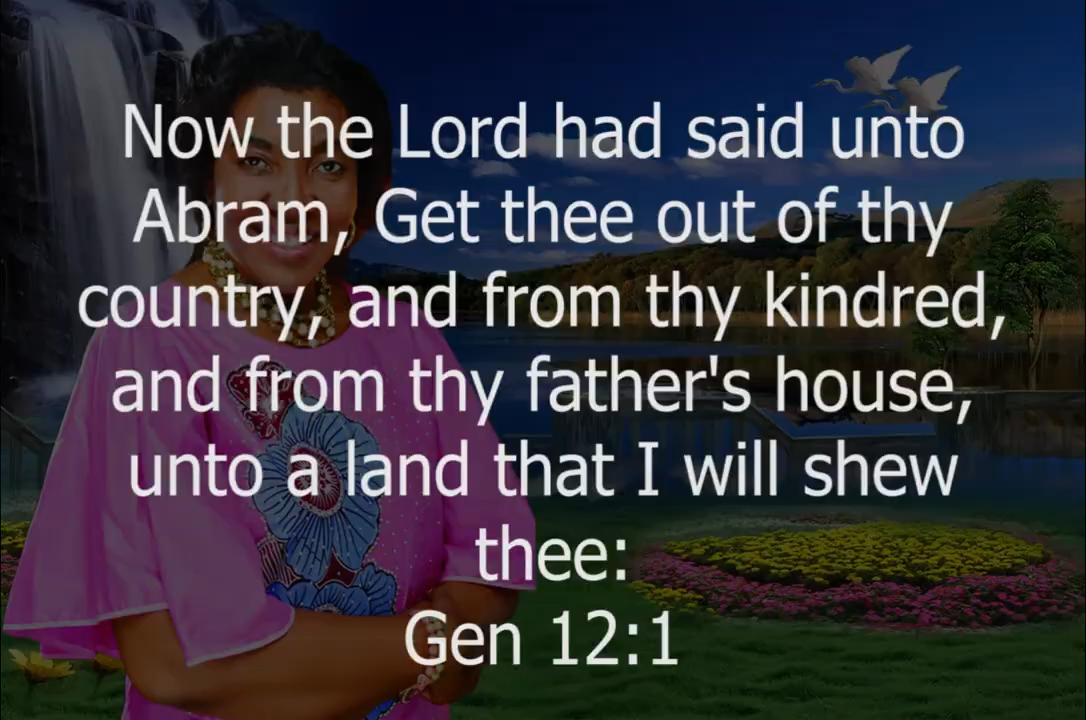 Now the Lord had said unto
Abram, Get thee out of thy
country, and from thy kindred,
and from thy father's house,
unto a land that I will shew
thee:
Gen 12:1